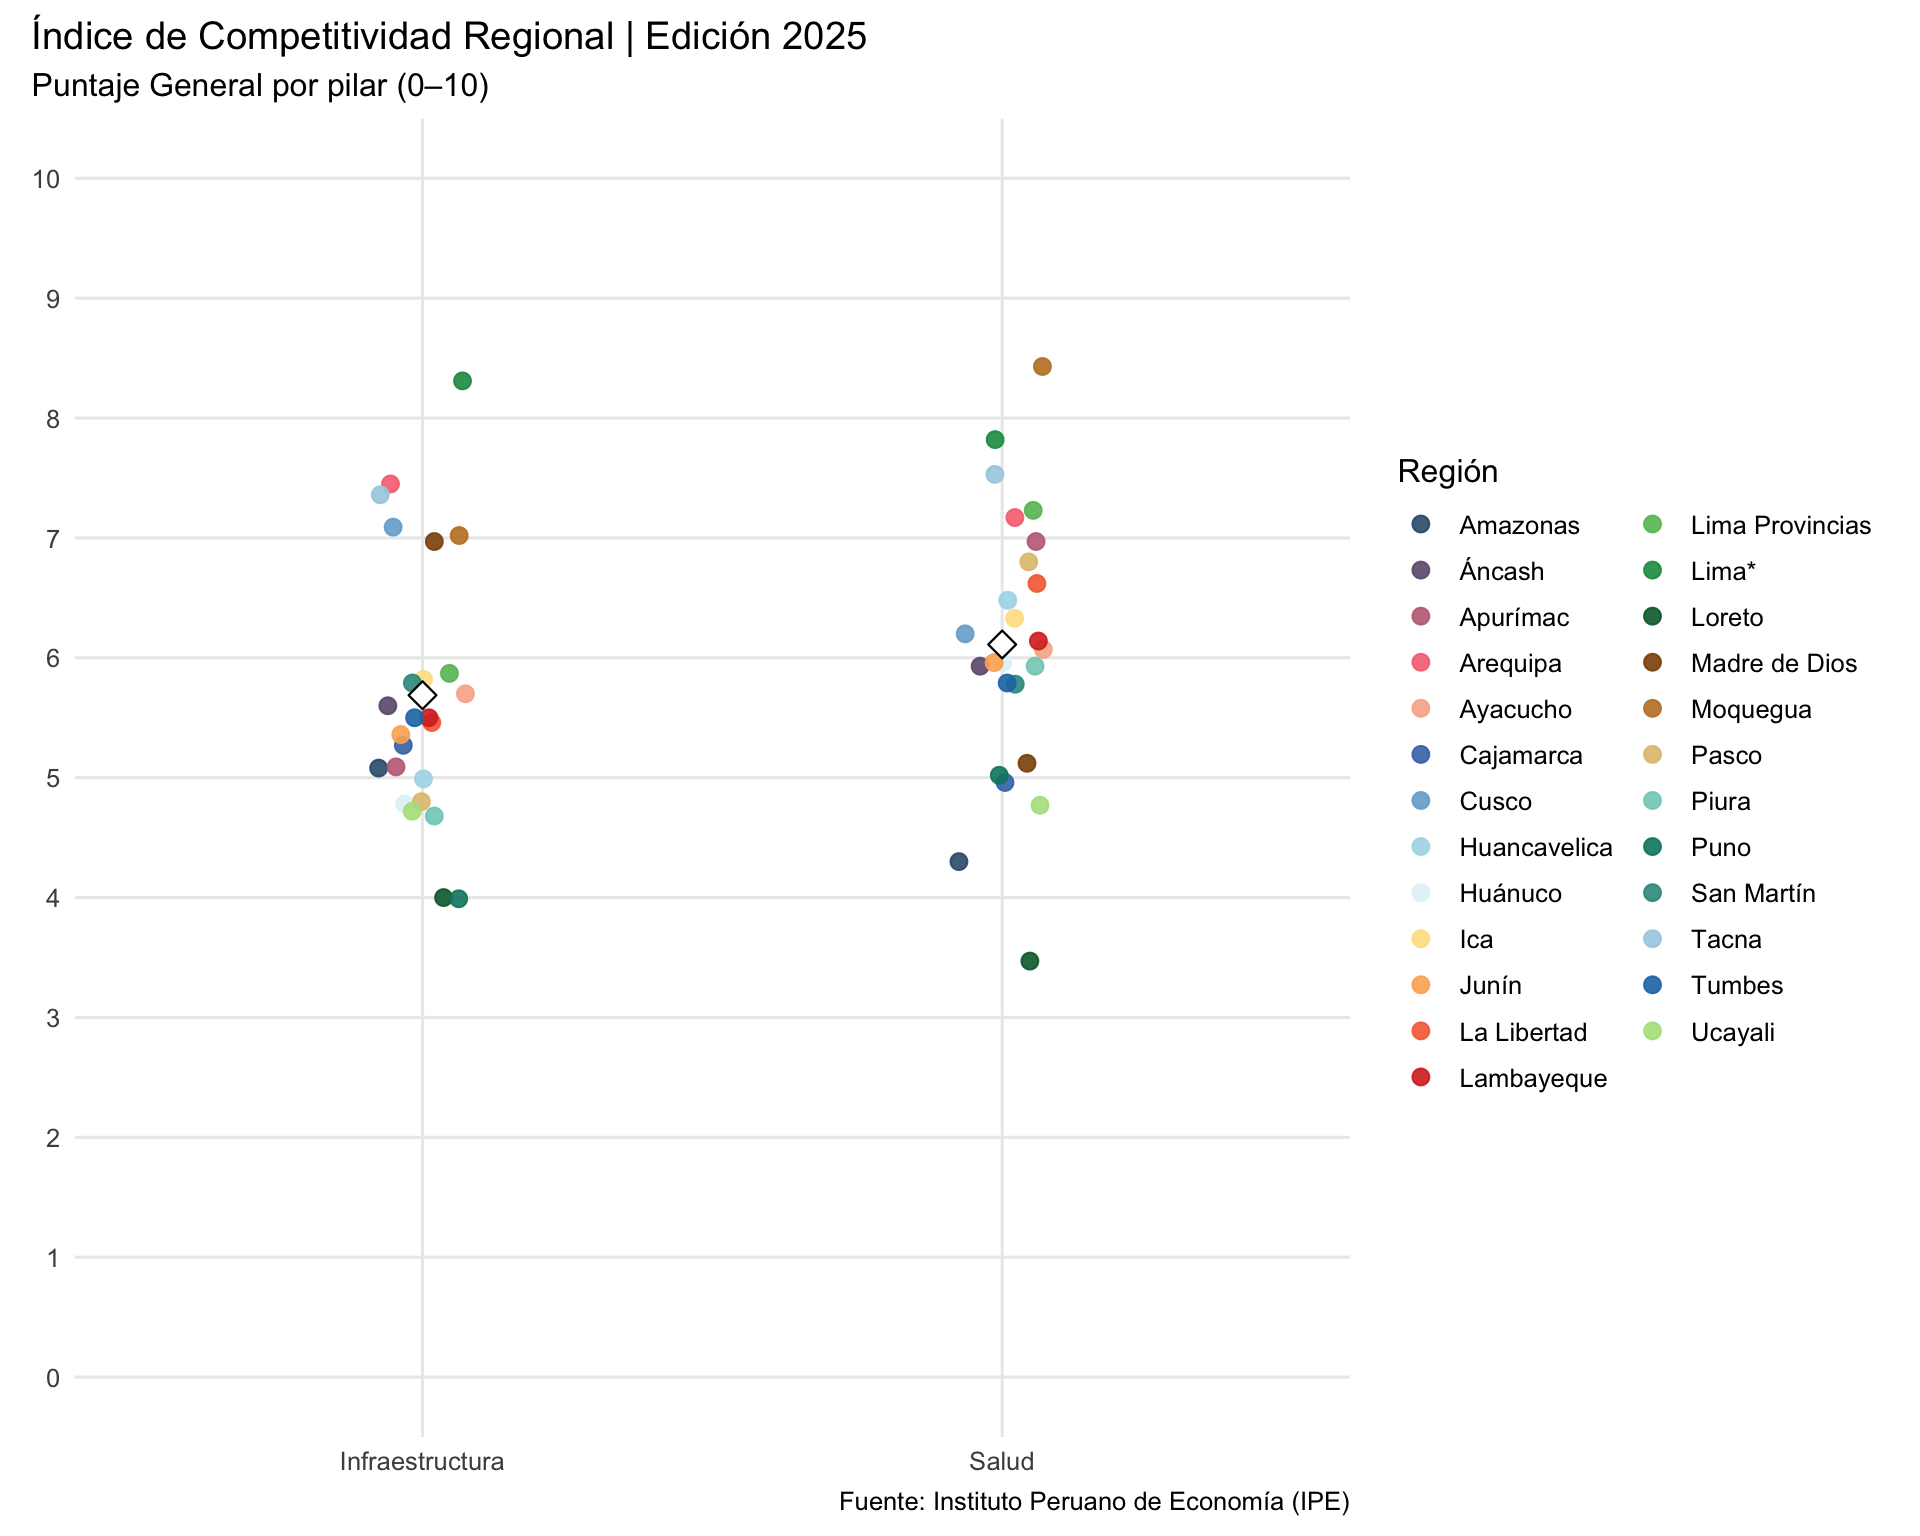 Índice de Competitividad Regional | Edición 2025
Puntaje General por pilar (0–10)
10
9
8
7
6
5
4
3
2
1
0
Infraestructura
Salud
Fuente: Instituto Peruano de Economía (IPE)
Región
Amazonas
Áncash
Apurímac
Arequipa
Ayacucho
Cajamarca
Cusco
Huancavelica
Huánuco
Ica
Junín
La Libertad
Lambayeque
Lima Provincias
Lima*
Loreto
Madre de Dios
Moquegua
Pasco
Piura
Puno
San Martín
Tacna
Tumbes
Ucayali